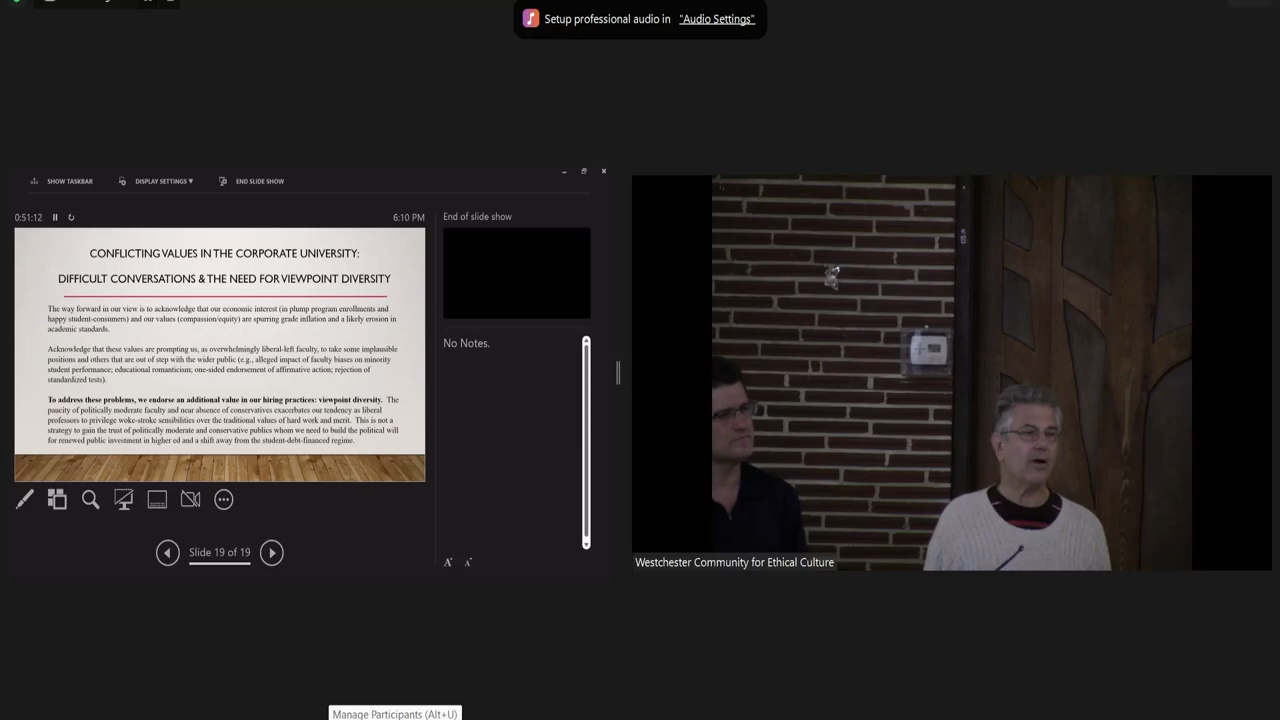 Setup professional audio in "Audio Settings"
SHOW TASKBAR
DISPLAY SETTINGS ▾
END SLIDE SHOW
0:51:12
6:10 PM
End of slide show
CONFLICTING VALUES IN THE CORPORATE UNIVERSITY:
DIFFICULT CONVERSATIONS & THE NEED FOR VIEWPOINT DIVERSITY
The way forward in our view is to acknowledge that our economic interest (in plump program enrollments and
happy student-consumers) and our values (compassion/equity) are spurring grade inflation and a likely erosion in
academic standards.
Acknowledge that these values are prompting us, as overwhelmingly liberal-left faculty, to take some implausible
positions and others that are out of step with the wider public (e.g., alleged impact of faculty biases on minority
student performance; educational romanticism; one-sided endorsement of affirmative action; rejection of
standardized tests).
To address these problems, we endorse an additional value in our hiring practices: viewpoint diversity. The
paucity of politically moderate faculty and near absence of conservatives exacerbates our tendency as liberal
professors to privilege woke-stroke sensibilities over the traditional values of hard work and merit. This is not a
strategy to gain the trust of politically moderate and conservative publics whom we need to build the political will
for renewed public investment in higher ed and a shift away from the student-debt-financed regime.
No Notes.
Slide 19 of 19
A A
Westchester Community for Ethical Culture
Manage Participants (Alt+U)